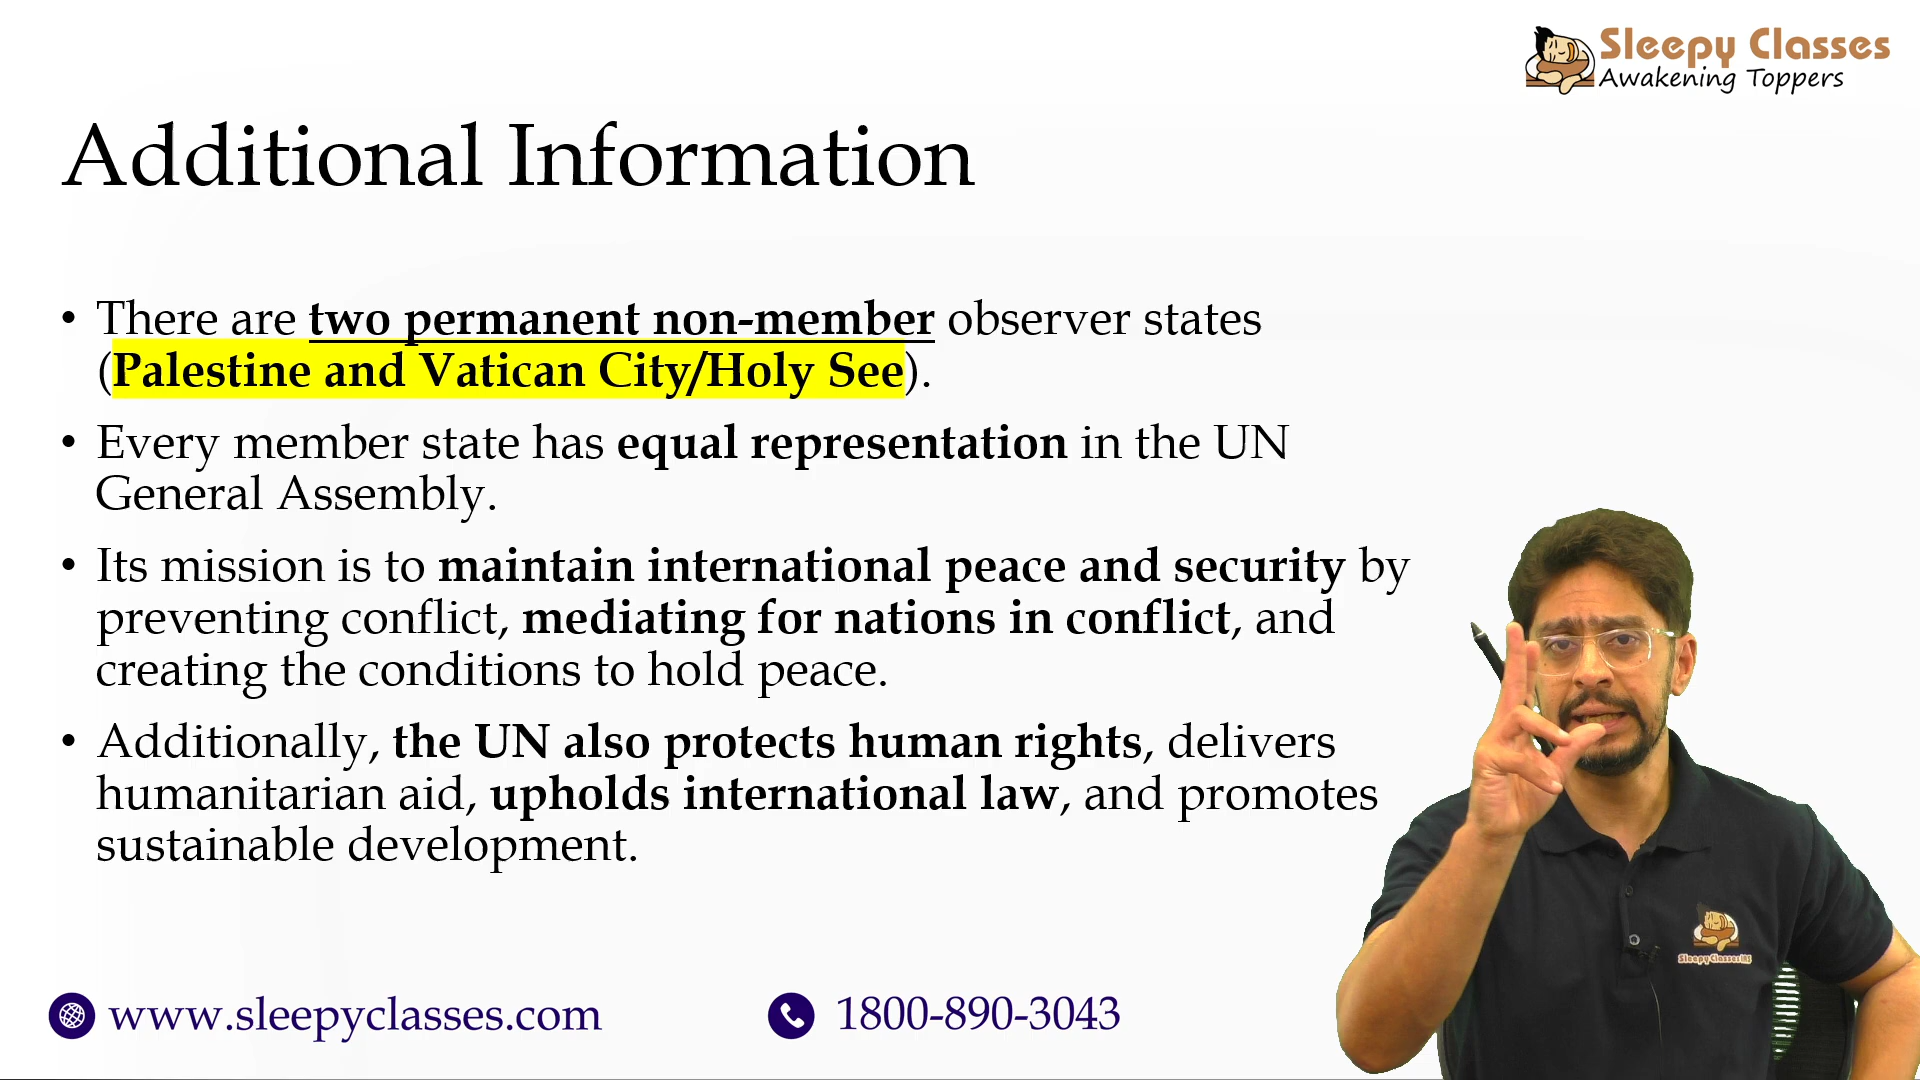 Sleepy Classes
Awakening Toppers
Additional Information
• There are two permanent non-member observer states
(Palestine and Vatican City/Holy See).
• Every member state has equal representation in the UN
General Assembly.
• Its mission is to maintain international peace and security by
preventing conflict, mediating for nations in conflict, and
creating the conditions to hold peace.
• Additionally, the UN also protects human rights, delivers
humanitarian aid, upholds international law, and promotes
sustainable development.
Sleepy Classes IAS
www.sleepyclasses.com
1800-890-3043